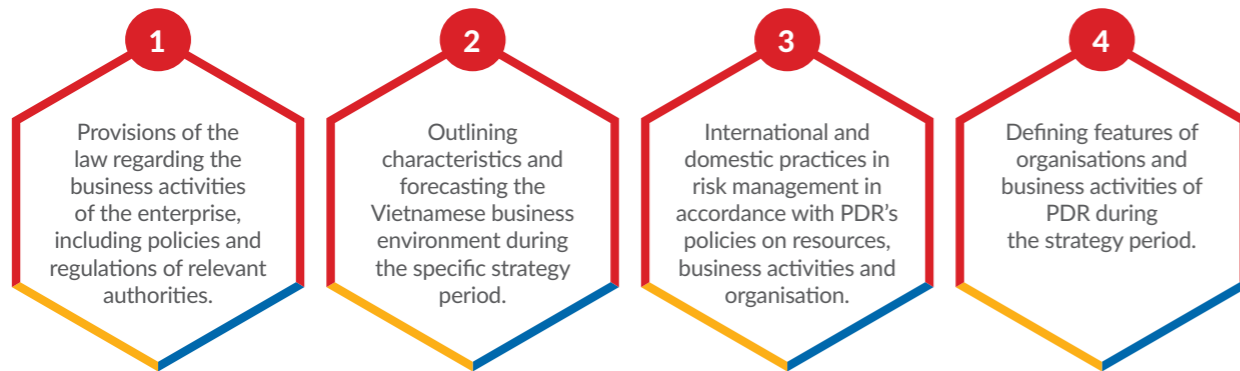 1
Provisions of the
law regarding the
business activities
of the enterprise,
including policies and
regulations of relevant
authorities.
2
Outlining
characteristics and
forecasting the
Vietnamese business
environment during
the specific strategy
period.
3
International and
domestic practices in
risk management in
accordance with PDR's
policies on resources,
business activities and
organisation.
4
Defining features of
organisations and
business activities of
PDR during
the strategy period.